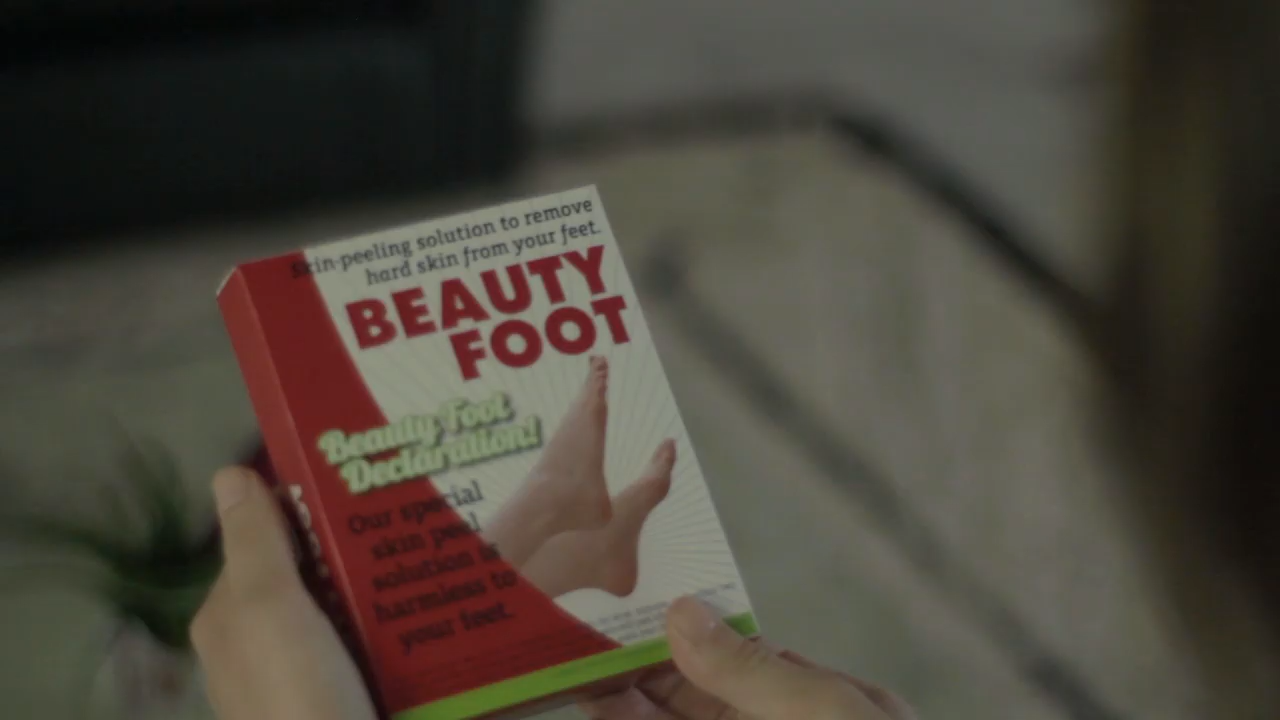 Skin-peeling solution to remove
hard skin from your feet.
BEAUTY
FOOT
Beauty Foot
Declaration!
Our special
skin peel
solution is
harmless to
your feet.